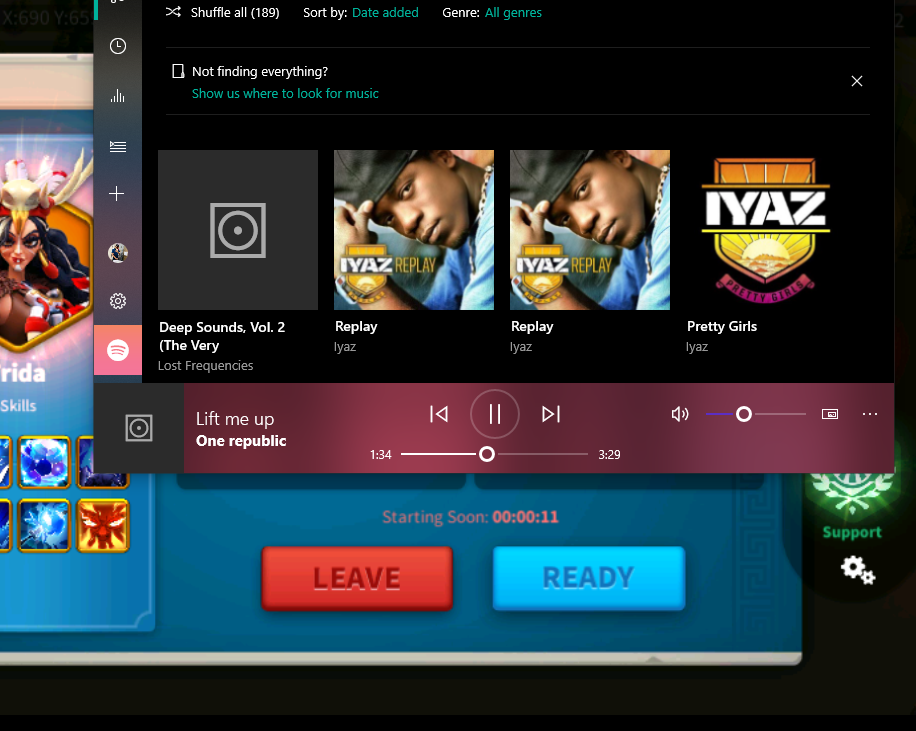 X:690 Y:65
2
Shuffle all (189) Sort by: Date added Genre: All genres
Not finding everything?
Show us where to look for music
IYAZ REPLAY
IYAZ REPLAY
IYAZ
PRETTY GIRLS
Deep Sounds, Vol. 2
(The Very
Lost Frequencies
Replay
Iyaz
Replay
Iyaz
Pretty Girls
Iyaz
rida
Skills
Lift me up
One republic
1:34
3:29
Starting Soon: 00:00:11
LEAVE
READY
Support